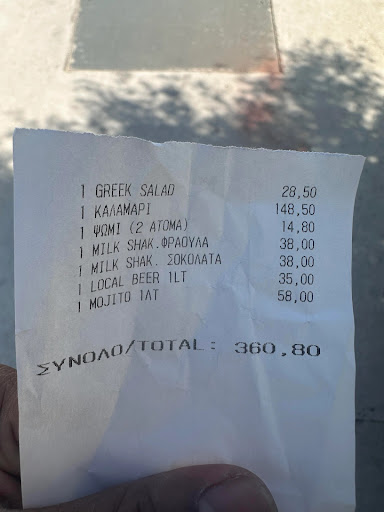 1 GREEK SALAD 28,50
1 ΚΑΛΑΜΑΡΙ 148,50
1 ΨΩΜΙ (2 ΑΤΟΜΑ) 14,80
1 MILK SHAK.ΦΡΑΟΥΛΑ 38,00
1 MILK SHAK. ΣΟΚΟΛΑΤΑ 38,00
1 LOCAL BEER 1LT 35,00
1 MOJITO 1ΛΤ 58,00
ΣΥΝΟΛΟ/TOTAL: 360,80